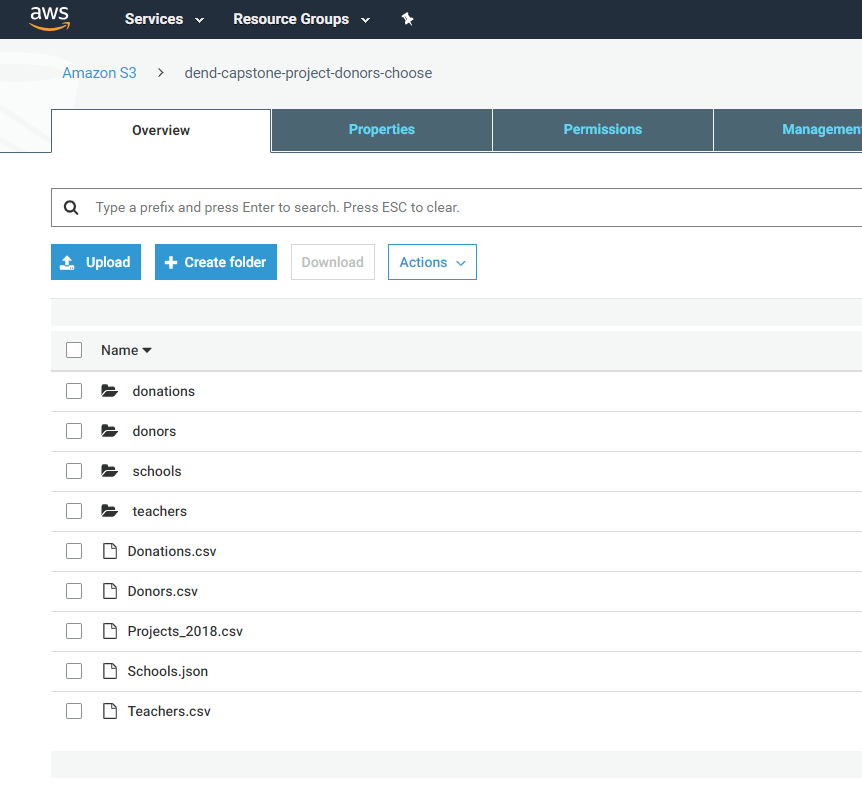 aws Services Resource Groups
Amazon S3 > dend-capstone-project-donors-choose
Overview Properties Permissions Management
Type a prefix and press Enter to search. Press ESC to clear.
Upload Create folder Download Actions
Name
donations
donors
schools
teachers
Donations.csv
Donors.csv
Projects_2018.csv
Schools.json
Teachers.csv